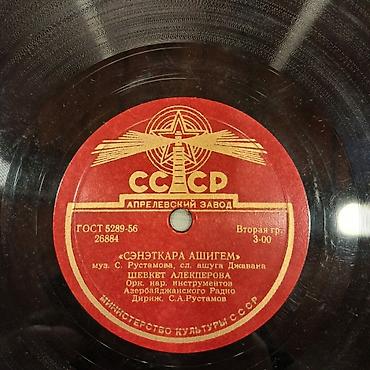 СССР
АПРЕЛЕВСКИЙ ЗАВОД
ГОСТ 5289-56 Вторая гр.
26884 3-00
«СЭНЭТКАРА АШИГЕМ»
муз. С. Рустамова, сл. ашуга Джавана
ШЕВКЕТ АЛЕКПЕРОВА
Орк. нар. инструментов
Азербайджанского Радио
Дириж. С.А.Рустамов
МИНИСТЕРСТВО КУЛЬТУРЫ СССР